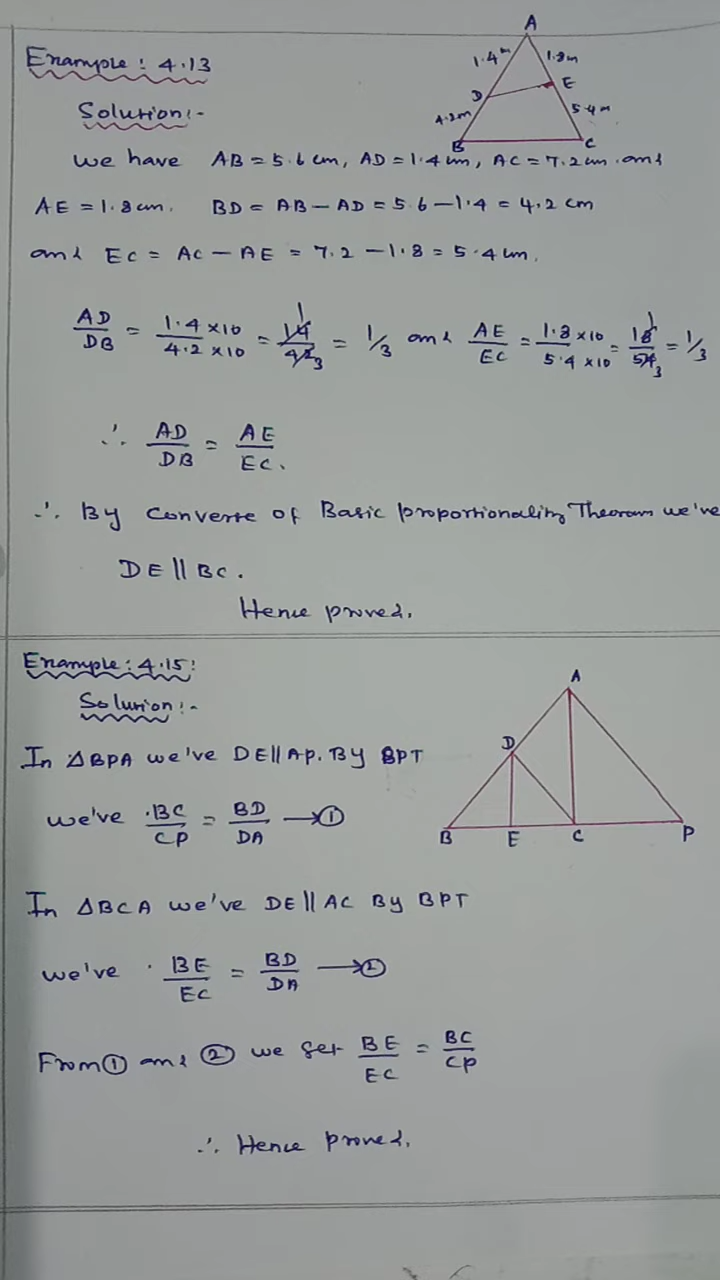 Example: 4.13
Solution:-
A
1.4m
1.8m
D
E
4.2m
5.4m
B
C
We have AB = 5.6 cm, AD = 1.4 cm, AC = 7.2 cm and
AE = 1.8 cm. BD = AB - AD = 5.6 - 1.4 = 4.2 cm
and EC = AC - AE = 7.2 - 1.8 = 5.4 cm.
AD/DB = 1.4 × 10/4.2 × 10 = 14/42 = 1/3 and AE/EC = 1.8 × 10/5.4 × 10 = 18/54 = 1/3
∴ AD/DB = AE/EC.
∴ By Converse of Basic proportionality Theoram we've
DE || BC.
Hence proved.
Example: 4.15:
Solution:-
A
D
B
E
C
P
In ΔBPA we've DE || AP. By BPT
we've BC/CP = BD/DA → ①
In ΔBCA we've DE || AC By BPT
we've BE/EC = BD/DA → ②
From ① and ② we get BE/EC = BC/CP
∴ Hence proved.